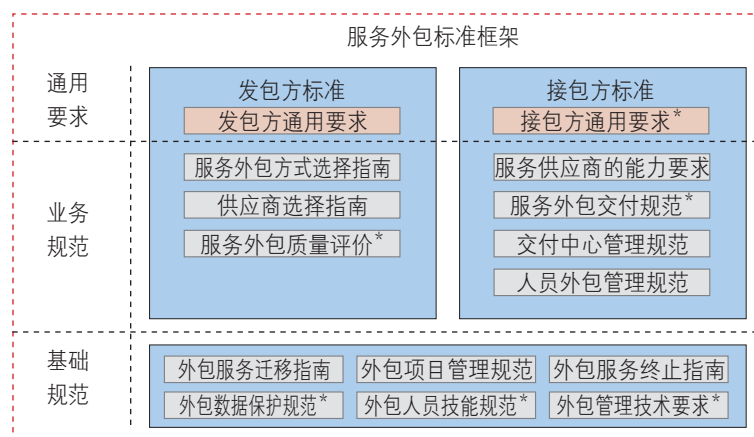 服务外包标准框架
通用
要求
发包方标准
接包方标准
发包方通用要求
接包方通用要求*
业务
规范
服务外包方式选择指南
服务供应商的能力要求
供应商选择指南
服务外包交付规范*
服务外包质量评价*
交付中心管理规范
人员外包管理规范
基础
规范
外包服务迁移指南
外包项目管理规范
外包服务终止指南
外包数据保护规范*
外包人员技能规范*
外包管理技术要求*